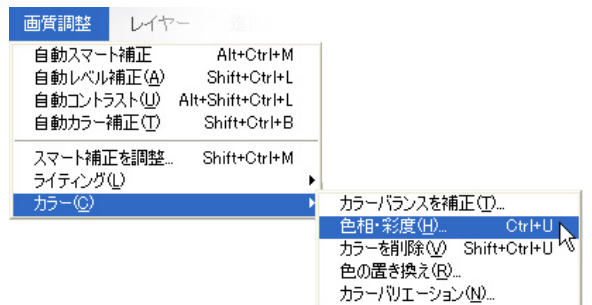 画質調整 レイヤー
自動スマート補正 Alt+Ctrl+M
自動レベル補正(A) Shift+Ctrl+L
自動コントラスト(U) Alt+Shift+Ctrl+L
自動カラー補正(T) Shift+Ctrl+B
スマート補正を調整... Shift+Ctrl+M
ライティング(L)
カラー(C)
カラーバランスを補正(T)...
色相・彩度(H)... Ctrl+U
カラーを削除(V) Shift+Ctrl+U
色の置き換え(R)...
カラーバリエーション(N)...